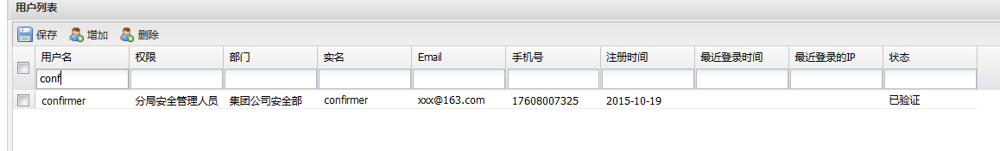 用户列表
保存 增加 删除
用户名 权限 部门 实名 Email 手机号 注册时间 最近登录时间 最近登录的IP 状态
conf
confirmer 分局安全管理人员 集团公司安全部 confirmer xxx@163.com 17608007325 2015-10-19 已验证